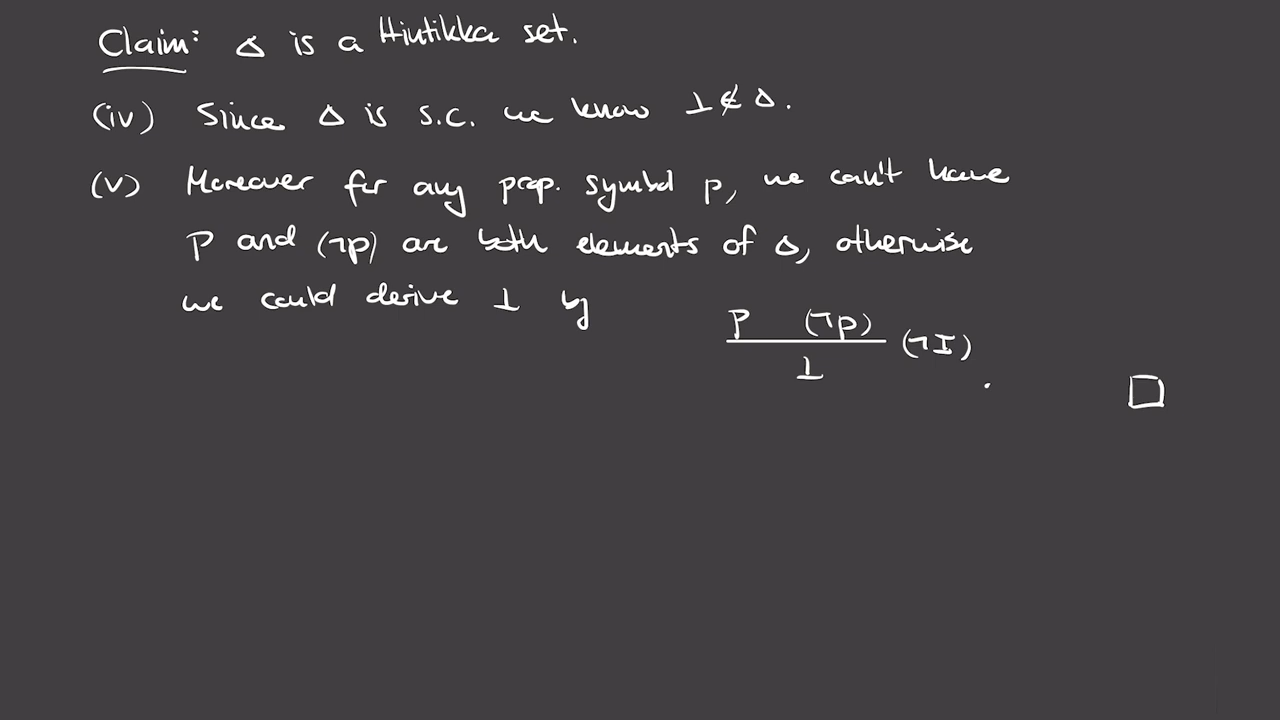 Claim: Δ is a Hintikka set.
(iv) Since Δ is s.c. we know ⊥ ∉ Δ.
(v) Moreover for any prop. symbol p, we can't have
p and (¬p) are both elements of Δ, otherwise
we could derive ⊥ by
p (¬p)
(¬I)
⊥ .
□